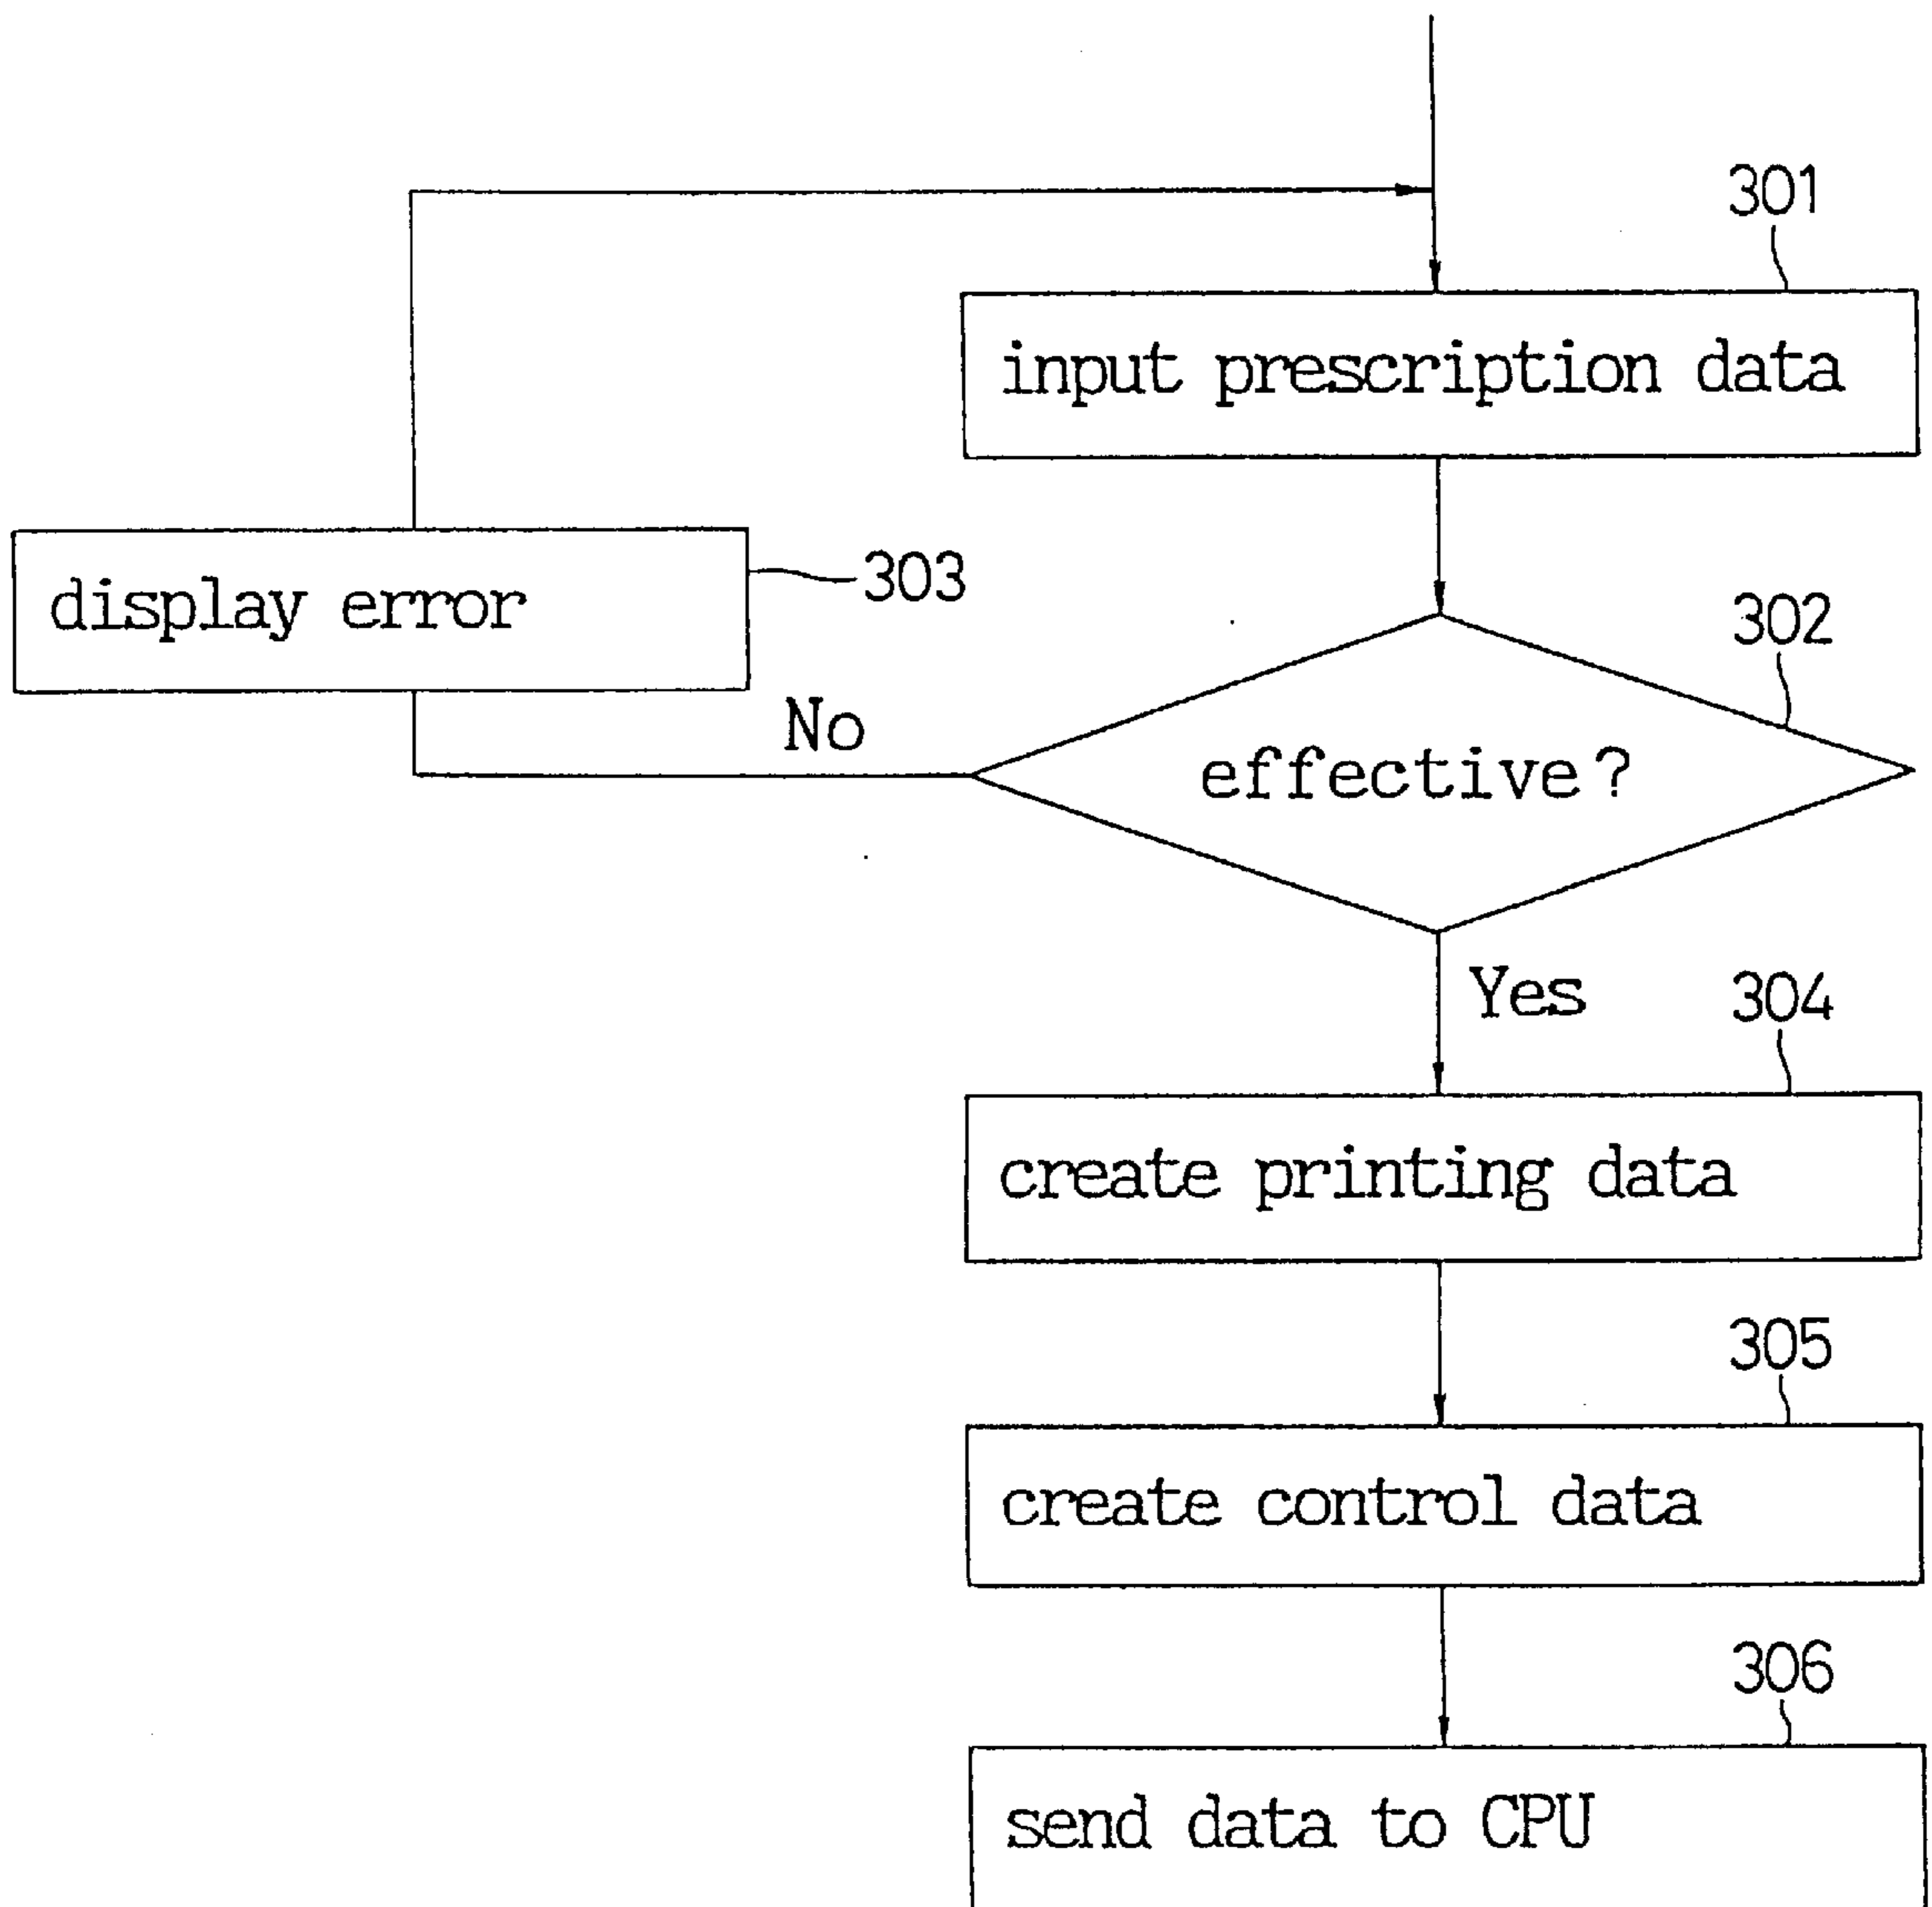 301
input prescription data
303
display error
302
No
effective?
Yes
304
create printing data
305
create control data
306
send data to CPU